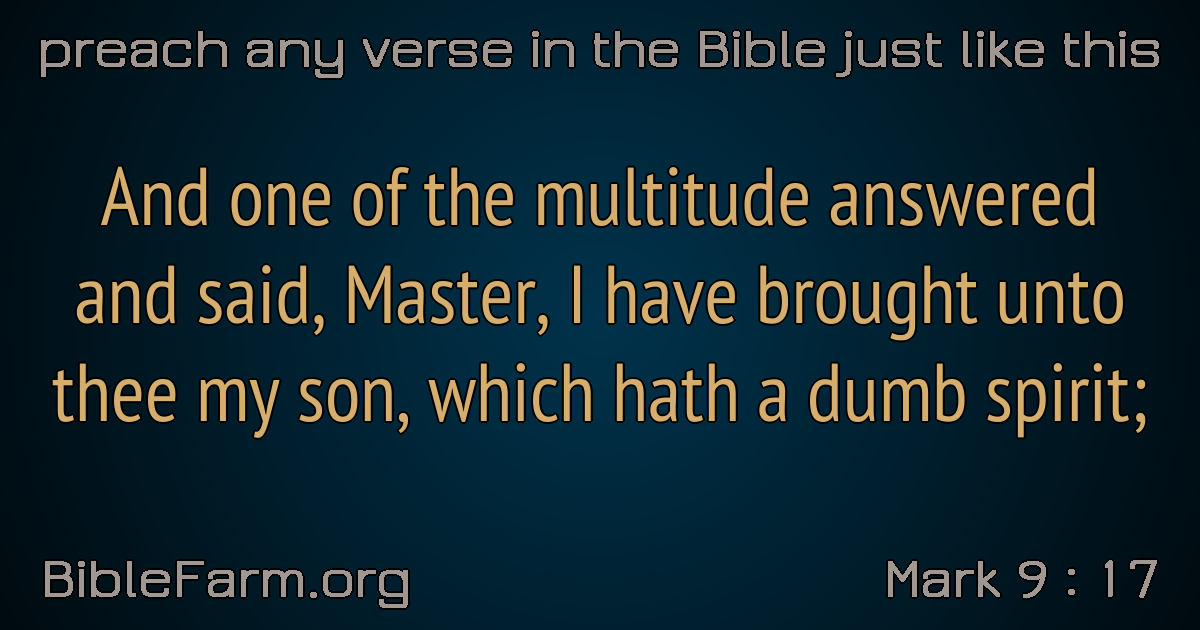 preach any verse in the Bible just like this
And one of the multitude answered
and said, Master, I have brought unto
thee my son, which hath a dumb spirit;
BibleFarm.org
Mark 9 : 17